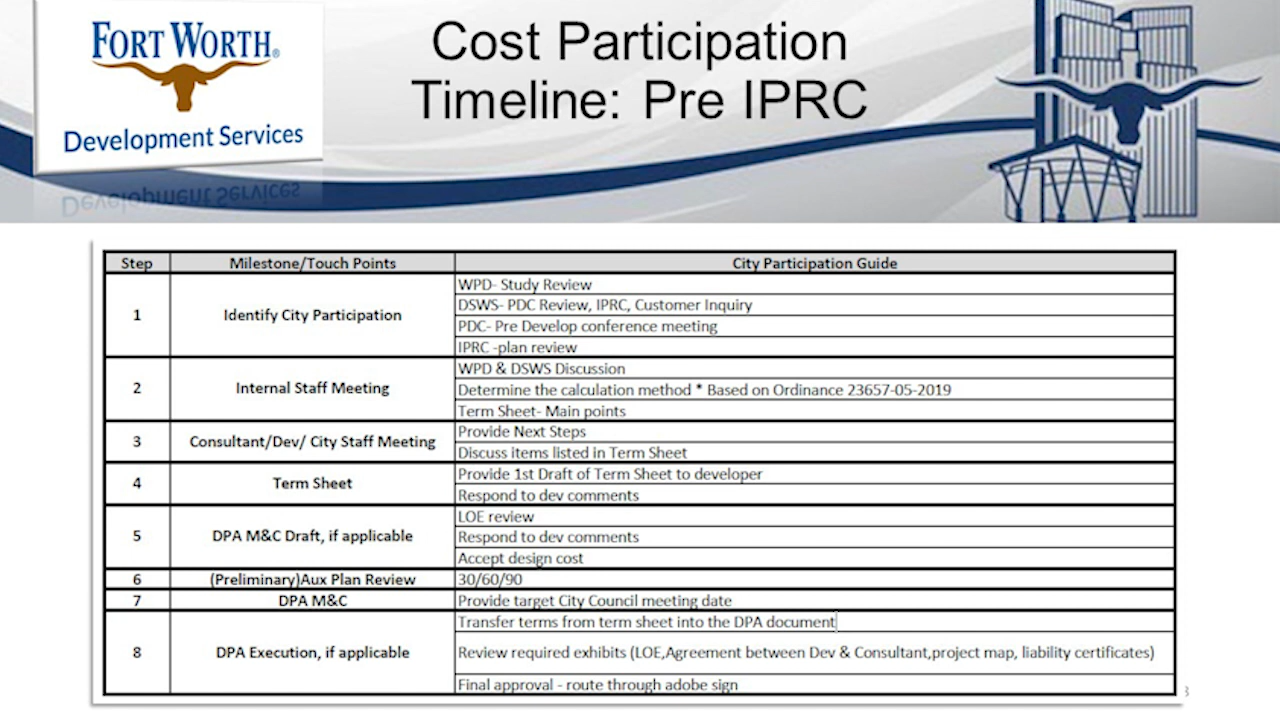 FORT WORTH®
Development Services
Cost Participation
Timeline: Pre IPRC
Step Milestone/Touch Points City Participation Guide
1 Identify City Participation
WPD- Study Review
DSWS- PDC Review, IPRC, Customer Inquiry
PDC- Pre Develop conference meeting
IPRC -plan review
2 Internal Staff Meeting
WPD & DSWS Discussion
Determine the calculation method * Based on Ordinance 23657-05-2019
Term Sheet- Main points
3 Consultant/Dev/ City Staff Meeting
Provide Next Steps
Discuss items listed in Term Sheet
4 Term Sheet
Provide 1st Draft of Term Sheet to developer
Respond to dev comments
5 DPA M&C Draft, if applicable
LOE review
Respond to dev comments
Accept design cost
6 (Preliminary)Aux Plan Review 30/60/90
7 DPA M&C Provide target City Council meeting date
8 DPA Execution, if applicable
Transfer terms from term sheet into the DPA document
Review required exhibits (LOE,Agreement between Dev & Consultant,project map, liability certificates)
Final approval - route through adobe sign